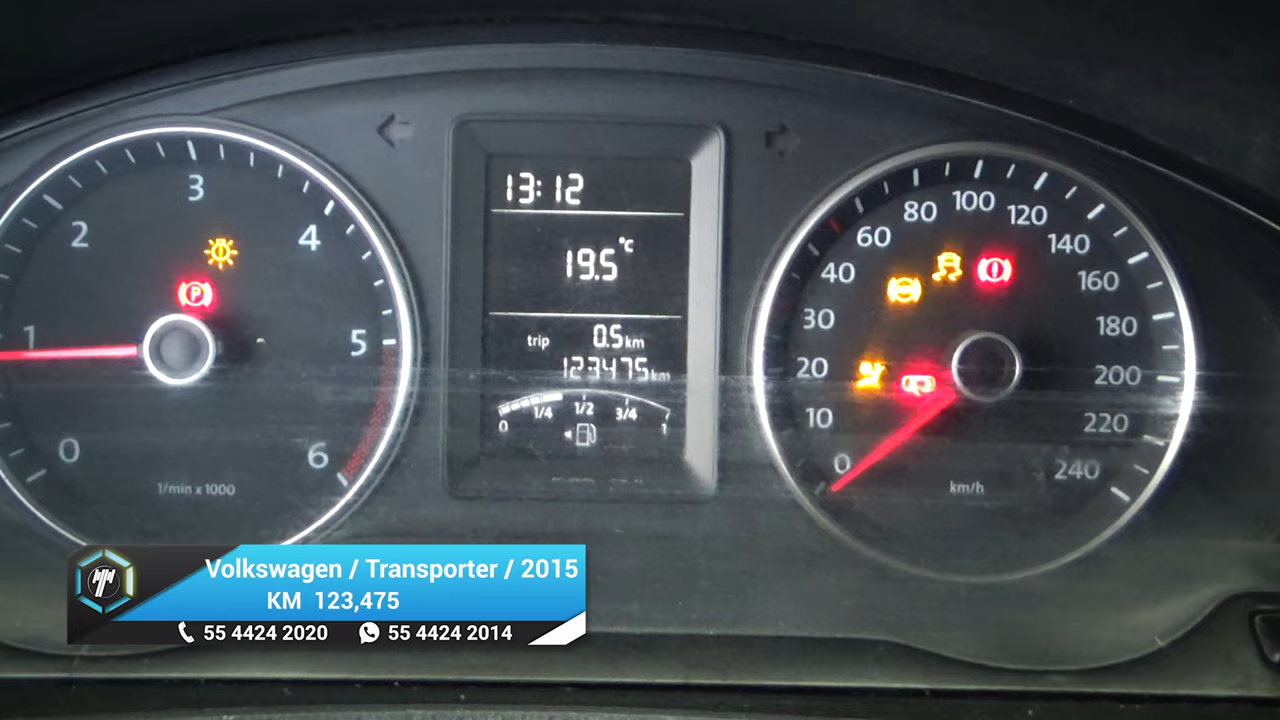 1
2
3
4
5
6
0
1/min x 1000
P
13:12
19.5 °C
trip 0.5 km
123475 km
0 1/4 1/2 3/4 1
0
10
20
30
40
60
80
100
120
140
160
180
200
220
240
km/h
Volkswagen / Transporter / 2015
KM 123,475
55 4424 2020 55 4424 2014